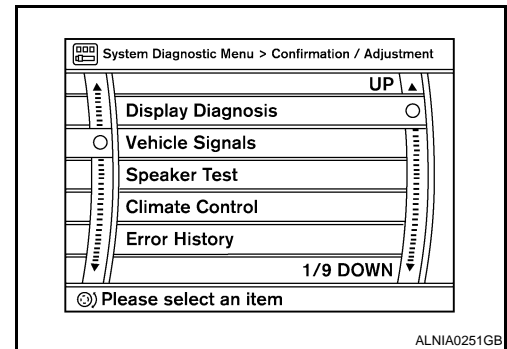 System Diagnostic Menu > Confirmation / Adjustment
UP
Display Diagnosis
Vehicle Signals
Speaker Test
Climate Control
Error History
1/9 DOWN
Please select an item
ALNIA0251GB